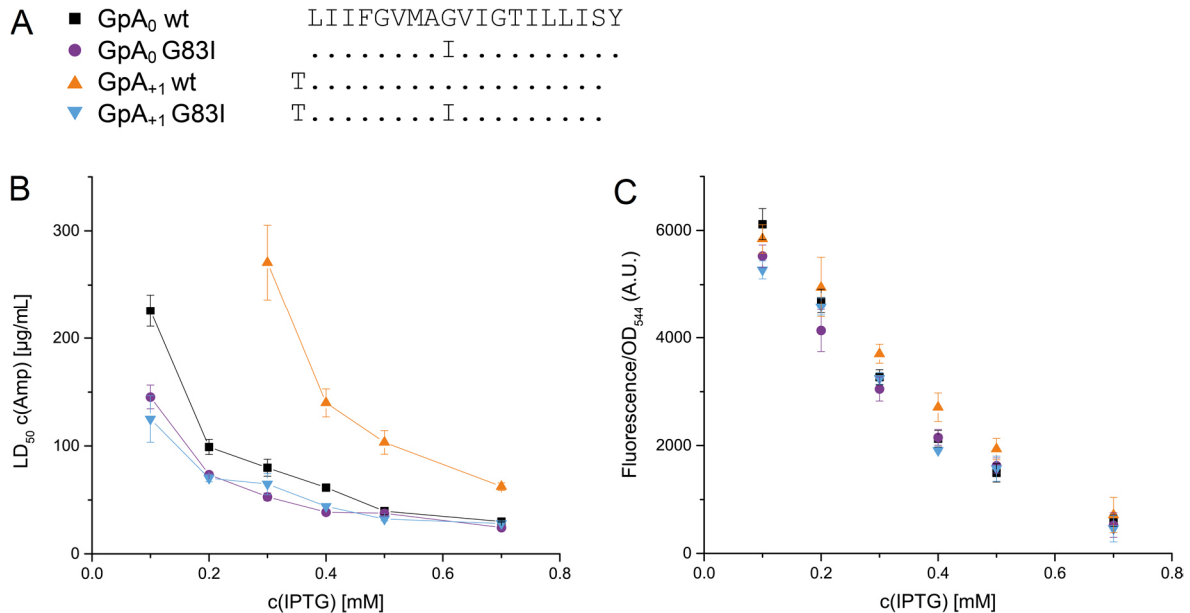 A
GpA0 wt LIIFGVMAGVIGTILLISY
GpA0 G83I ........I..........
GpA+1 wt T..................
GpA+1 G83I T........I.........
B
300
200
100
0
0.0 0.2 0.4 0.6 0.8
LD50 c(Amp) [µg/mL]
c(IPTG) [mM]
C
6000
4000
2000
0
0.0 0.2 0.4 0.6 0.8
Fluorescence/OD544 (A.U.)
c(IPTG) [mM]